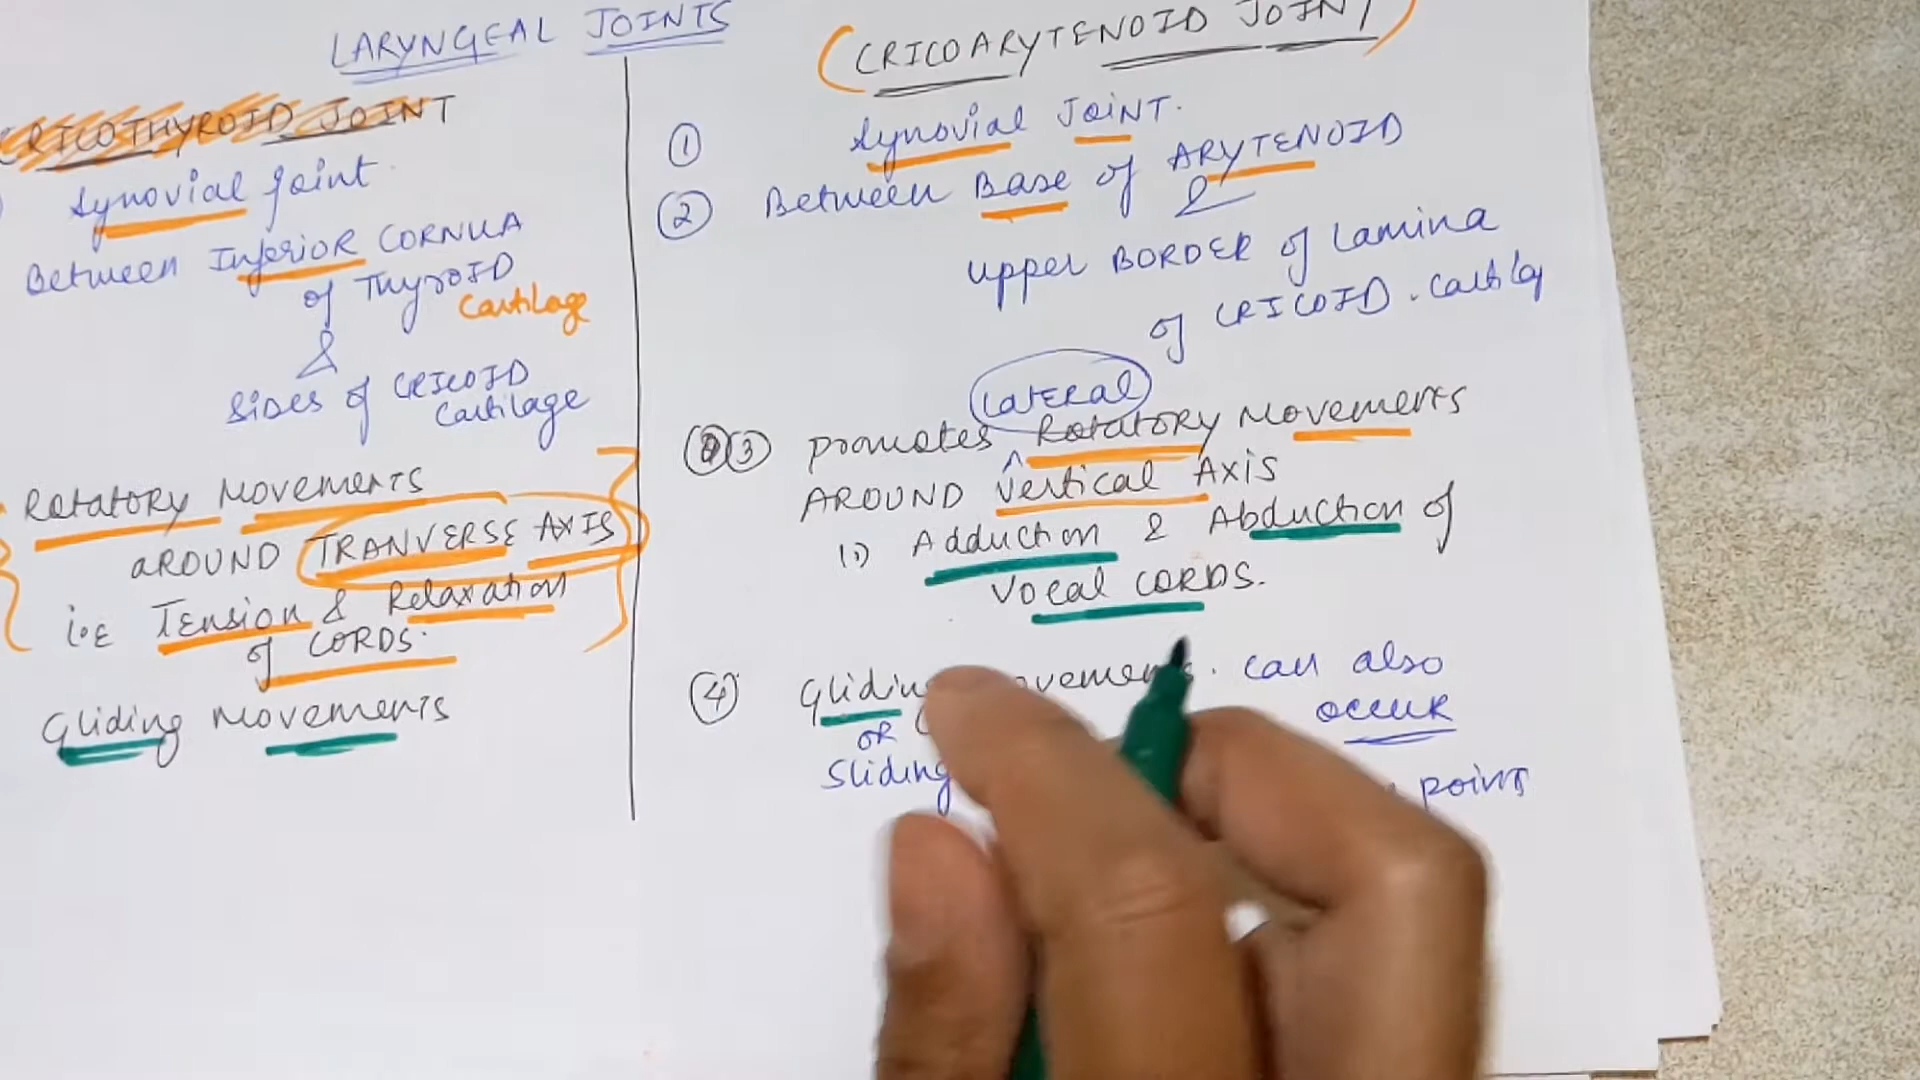 LARYNGEAL JOINTS
CRICOTHYROID JOINT
Synovial joint.
Between Inferior CORNUA
of ThyroID
Cartilage
&
Sides of CRICOID
Cartilage
Rotatory Movements
aROUND TRANVERSE AXIS
i.e Tension & Relaxation
of CORDS.
Gliding Movements
(CRICOARYTENOID JOINT)
① Synovial JOINT.
② Between Base of ARYTENOID
&
upper BORDER of Lamina
of CRICOID.
Lateral
③ promotes Rotatory Movements
AROUND Vertical AXIS
(1) Adduction & Abduction of
Vocal CORDS.
④ Gliding can also
OR occur
Sliding points